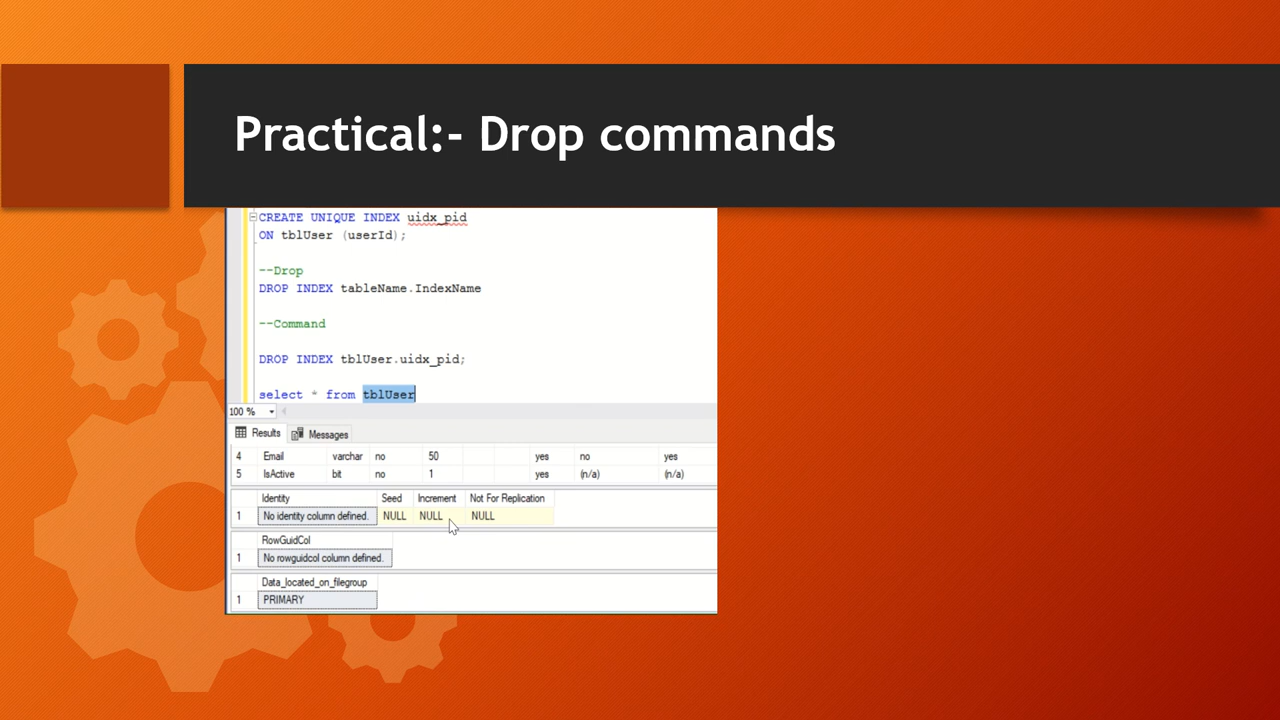 Practical:- Drop commands
CREATE UNIQUE INDEX uidx_pid
ON tblUser (userId);
--Drop
DROP INDEX tableName.IndexName
--Command
DROP INDEX tblUser.uidx_pid;
select * from tblUser
100 %
Results Messages
4 Email varchar no 50 yes no yes
5 IsActive bit no 1 yes (n/a) (n/a)
Identity Seed Increment Not For Replication
1 No identity column defined. NULL NULL NULL
RowGuidCol
1 No rowguidcol column defined.
Data_located_on_filegroup
1 PRIMARY